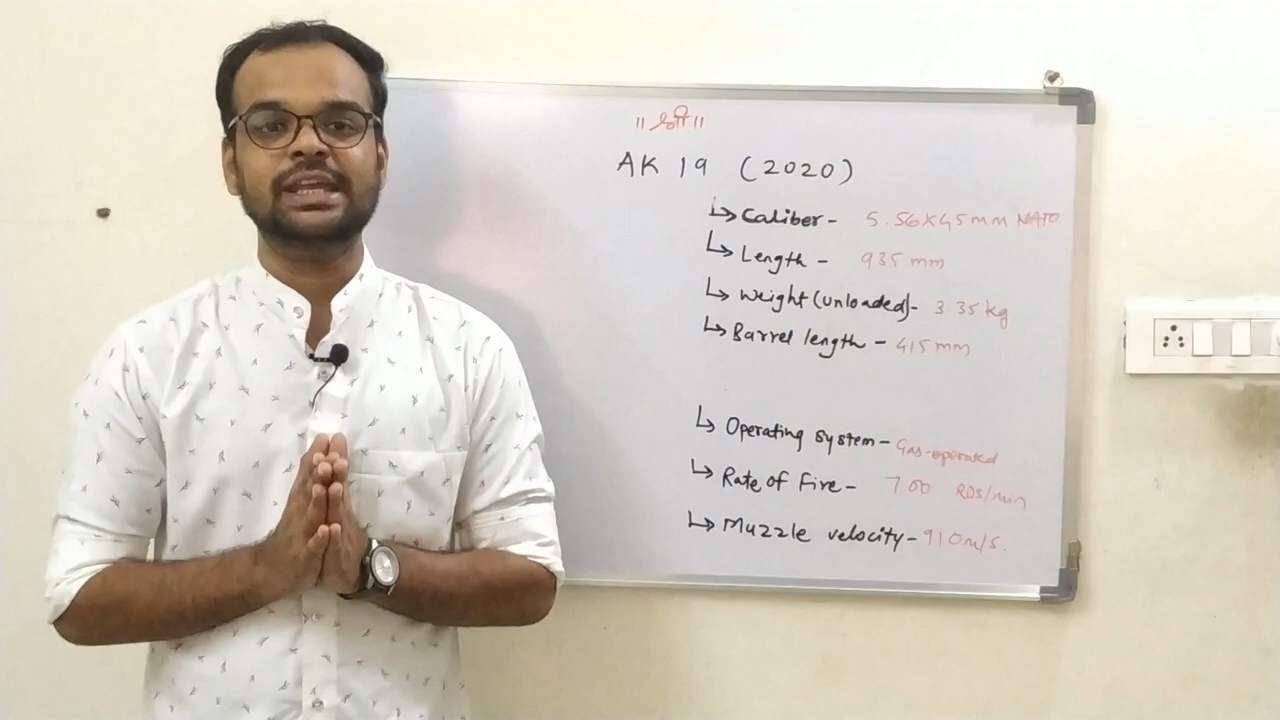 ॥ श्री ॥
AK 19 (2020)
↳ Caliber - 5.56X45mm NATO
↳ Length - 935 mm
↳ Weight (unloaded)- 3.35 kg
↳ Barrel length - 415 mm
↳ Operating system - Gas-operated
↳ Rate of Fire - 700 RDS/min
↳ Muzzle velocity - 910 m/s.